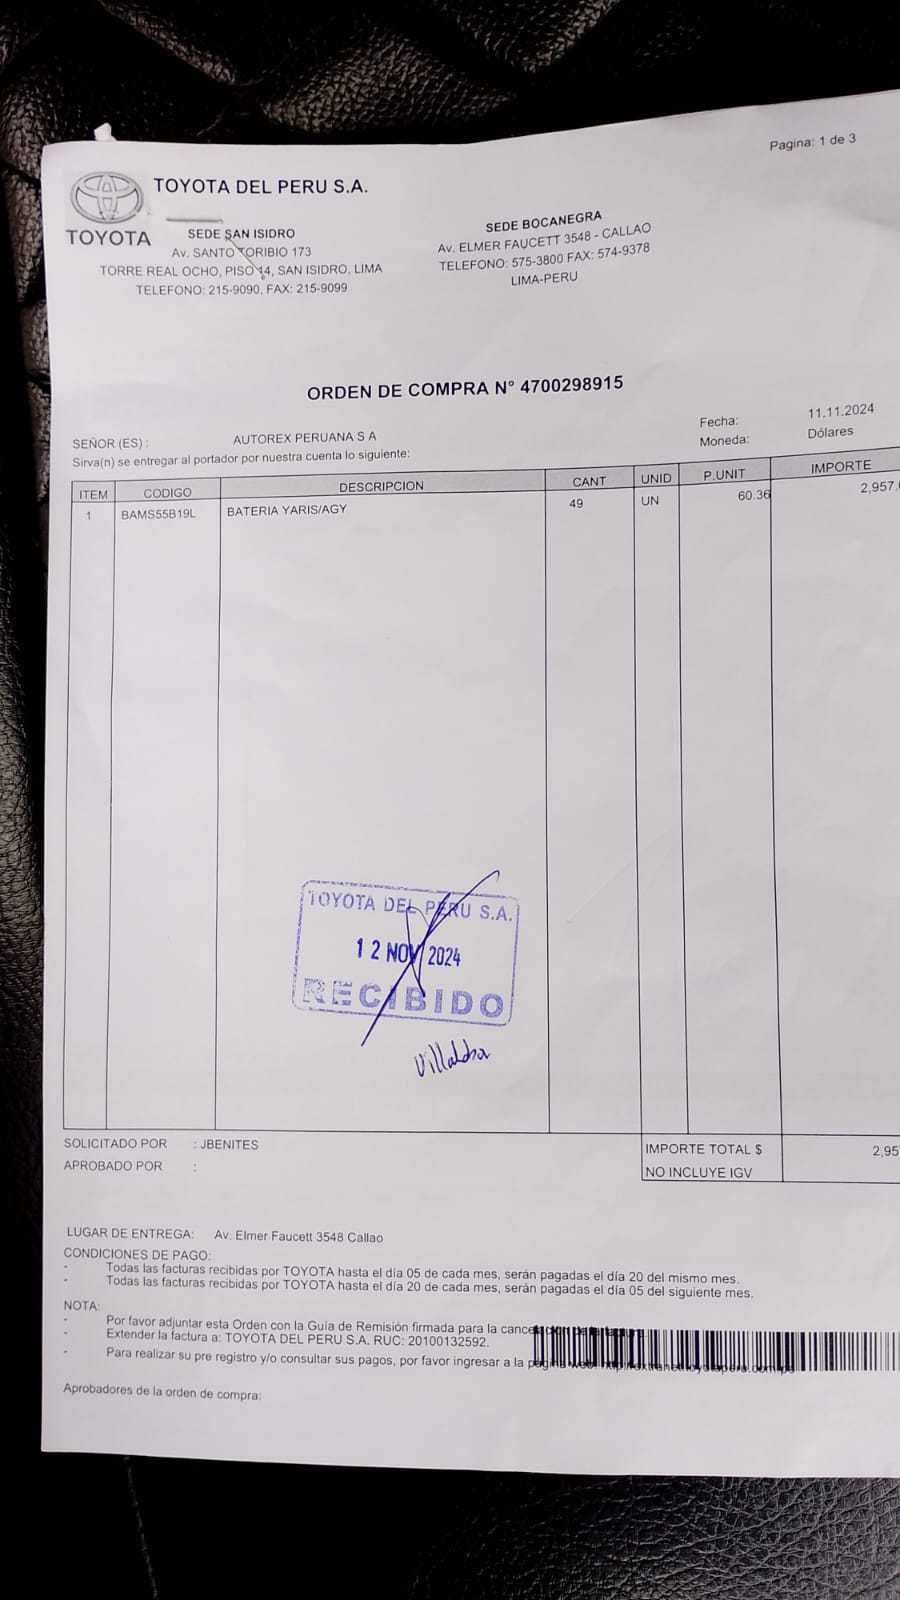 Pagina: 1 de 3
TOYOTA DEL PERU S.A.
TOYOTA
SEDE SAN ISIDRO
Av. SANTO TORIBIO 173
TORRE REAL OCHO, PISO 14, SAN ISIDRO, LIMA
TELEFONO: 215-9090, FAX: 215-9099
SEDE BOCANEGRA
Av. ELMER FAUCETT 3548 - CALLAO
TELEFONO: 575-3800 FAX: 574-9378
LIMA-PERU
ORDEN DE COMPRA N° 4700298915
SEÑOR (ES) : AUTOREX PERUANA S A
Fecha: 11.11.2024
Moneda: Dólares
Sirva(n) se entregar al portador por nuestra cuenta lo siguiente:
ITEM CODIGO DESCRIPCION CANT UNID P.UNIT IMPORTE
1 BAMS55B19L BATERIA YARIS/AGY 49 UN 60.36 2,957.
TOYOTA DEL PERU S.A.
12 NOV 2024
RECIBIDO
SOLICITADO POR : JBENITES
APROBADO POR :
IMPORTE TOTAL $ 2,95
NO INCLUYE IGV
LUGAR DE ENTREGA: Av. Elmer Faucett 3548 Callao
CONDICIONES DE PAGO:
- Todas las facturas recibidas por TOYOTA hasta el día 05 de cada mes, serán pagadas el día 20 del mismo mes.
- Todas las facturas recibidas por TOYOTA hasta el día 20 de cada mes, serán pagadas el día 05 del siguiente mes.
NOTA:
- Por favor adjuntar esta Orden con la Guía de Remisión firmada para la
- Extender la factura a: TOYOTA DEL PERU S.A. RUC: 20100132592.
- Para realizar su pre registro y/o consultar sus pagos, por favor ingresar a la
Aprobadores de la orden de compra: